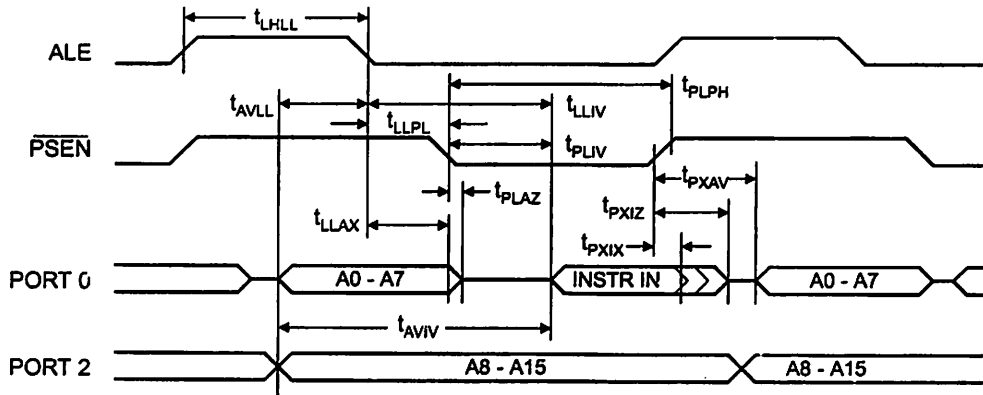 tLHLL
ALE
tPLPH
tAVLL
tLLIV
tLLPL
PSEN
tPLIV
tPXAV
tPLAZ
tLLAX
tPXIZ
tPXIX
PORT 0
A0 - A7
INSTR IN
A0 - A7
tAVIV
PORT 2
A8 - A15
A8 - A15